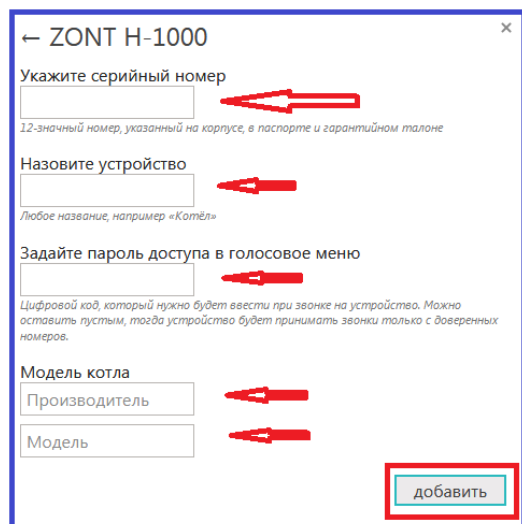 ← ZONT H-1000
×
Укажите серийный номер
12-значный номер, указанный на корпусе, в паспорте и гарантийном талоне
Назовите устройство
Любое название, например «Котёл»
Задайте пароль доступа в голосовое меню
Цифровой код, который нужно будет ввести при звонке на устройство. Можно
оставить пустым, тогда устройство будет принимать звонки только с доверенных
номеров.
Модель котла
Производитель
Модель
добавить